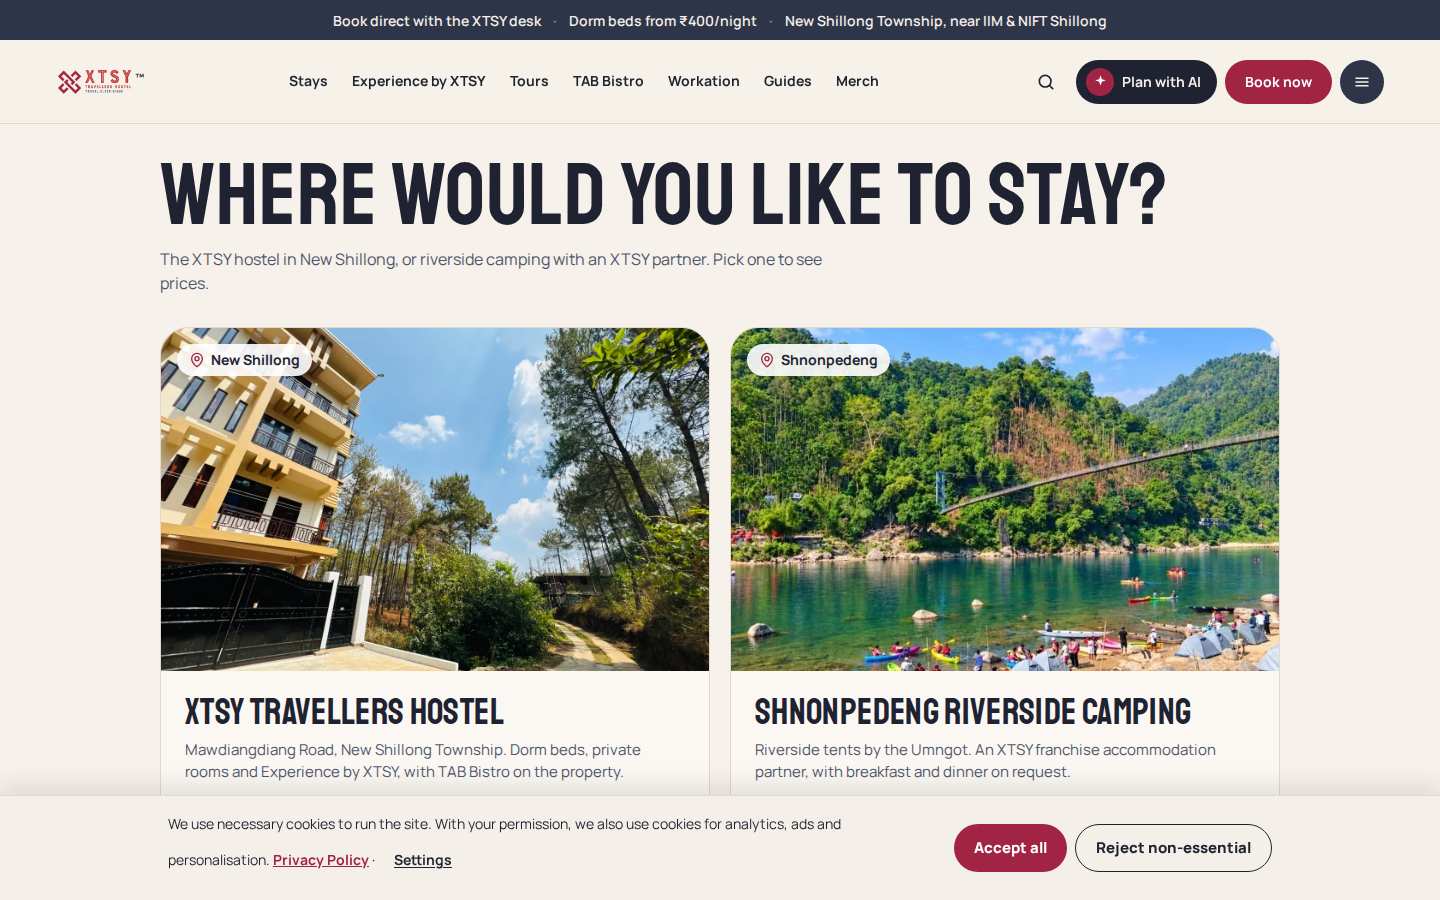 Book direct with the XTSY desk · Dorm beds from ₹400/night · New Shillong Township, near IIM & NIFT Shillong
XTSY™
TRAVELLERS HOSTEL
Stays Experience by XTSY Tours TAB Bistro Workation Guides Merch
Plan with AI
Book now
WHERE WOULD YOU LIKE TO STAY?
The XTSY hostel in New Shillong, or riverside camping with an XTSY partner. Pick one to see
prices.
New Shillong
Shnonpedeng
XTSY TRAVELLERS HOSTEL
Mawdiangdiang Road, New Shillong Township. Dorm beds, private
rooms and Experience by XTSY, with TAB Bistro on the property.
SHNONPEDENG RIVERSIDE CAMPING
Riverside tents by the Umngot. An XTSY franchise accommodation
partner, with breakfast and dinner on request.
We use necessary cookies to run the site. With your permission, we also use cookies for analytics, ads and
personalisation. Privacy Policy · Settings
Accept all
Reject non-essential